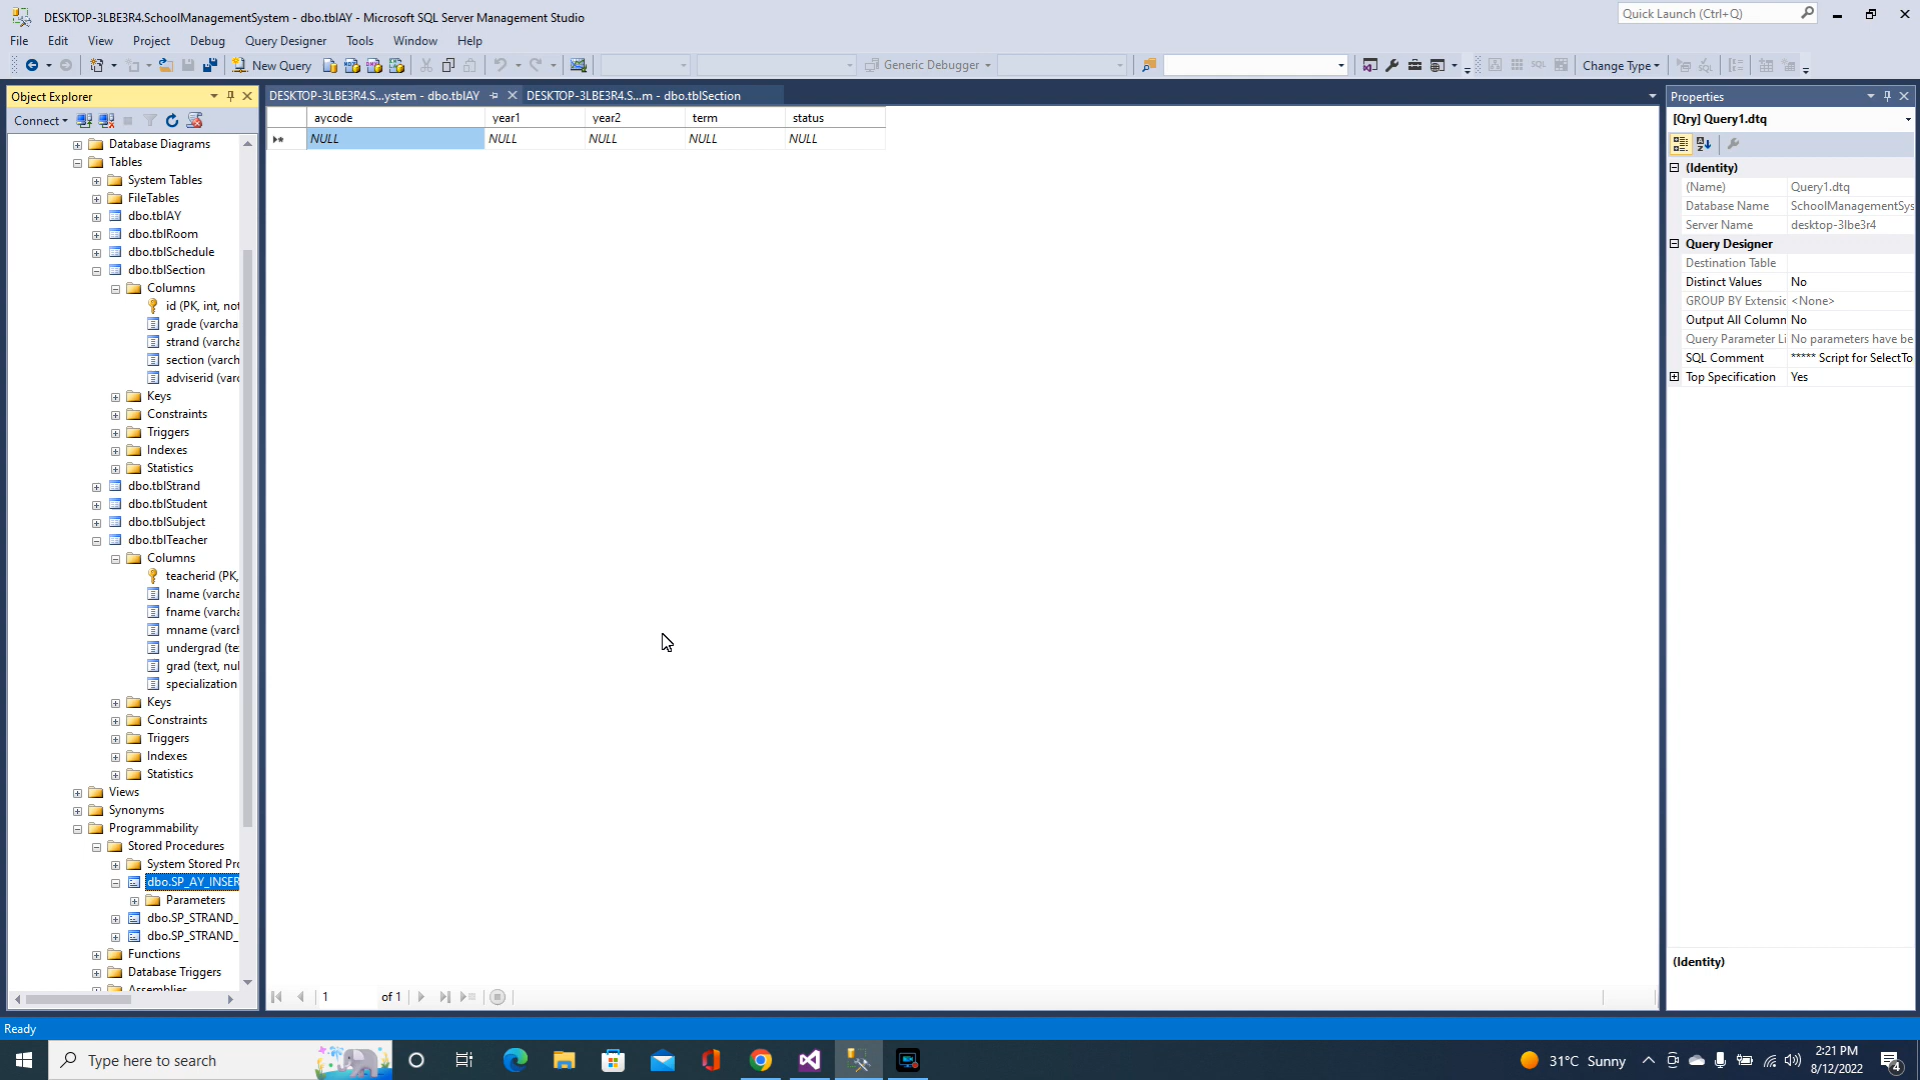 DESKTOP-3LBE3R4.SchoolManagementSystem - dbo.tblAY - Microsoft SQL Server Management Studio
Quick Launch (Ctrl+Q)
File Edit View Project Debug Query Designer Tools Window Help
New Query
Generic Debugger
Change Type
Object Explorer
Connect
Database Diagrams
Tables
System Tables
FileTables
dbo.tblAY
dbo.tblRoom
dbo.tblSchedule
dbo.tblSection
Columns
id (PK, int, not
grade (varcha
strand (varcha
section (varch
adviserid (varc
Keys
Constraints
Triggers
Indexes
Statistics
dbo.tblStrand
dbo.tblStudent
dbo.tblSubject
dbo.tblTeacher
Columns
teacherid (PK,
lname (varcha
fname (varcha
mname (varch
undergrad (te
grad (text, nul
specialization
Keys
Constraints
Triggers
Indexes
Statistics
Views
Synonyms
Programmability
Stored Procedures
System Stored Pro
dbo.SP_AY_INSER
Parameters
dbo.SP_STRAND_
dbo.SP_STRAND_
Functions
Database Triggers
Assemblies
DESKTOP-3LBE3R4.S...ystem - dbo.tblAY
DESKTOP-3LBE3R4.S...m - dbo.tblSection
aycode year1 year2 term status
NULL NULL NULL NULL NULL
1 of 1
Properties
[Qry] Query1.dtq
(Identity)
(Name) Query1.dtq
Database Name SchoolManagementSys
Server Name desktop-3lbe3r4
Query Designer
Destination Table
Distinct Values No
GROUP BY Extensic <None>
Output All Column No
Query Parameter Li No parameters have be
SQL Comment ***** Script for SelectTo
Top Specification Yes
(Identity)
Ready
Type here to search
31°C Sunny
2:21 PM
8/12/2022
4